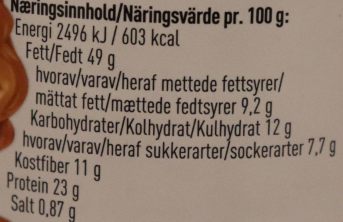 Næringsinnhold/Näringsvärde pr. 100 g:
Energi 2496 kJ / 603 kcal
Fett/Fedt 49 g
hvorav/varav/heraf mettede fettsyrer/
mättat fett/mættede fedtsyrer 9,2 g
Karbohydrater/Kolhydrat/Kulhydrat 12 g
hvorav/varav/heraf sukkerarter/sockerarter 7,7 g
Kostfiber 11 g
Protein 23 g
Salt 0,87 g